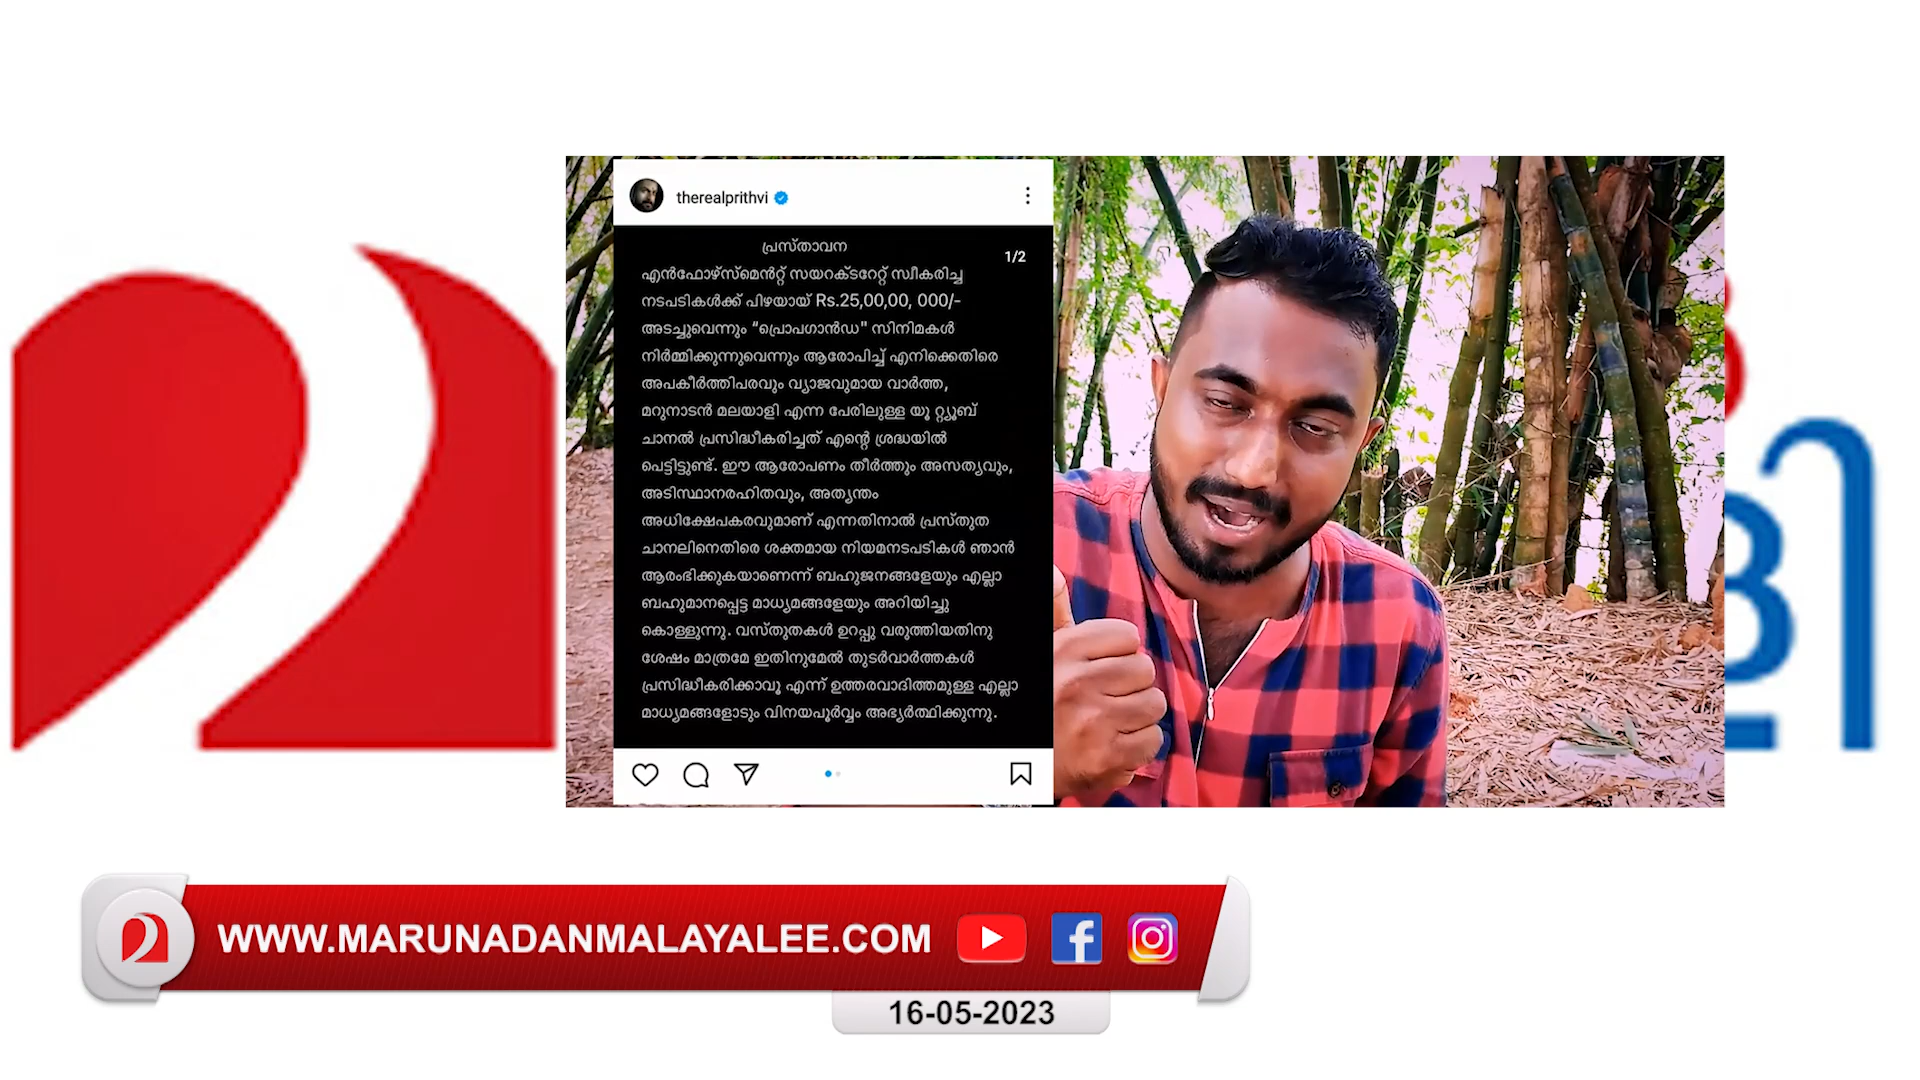 therealprithvi
പ്രസ്താവന
1/2
എൻഫോഴ്സ്മെൻറ്റ് സയറക്ടറേറ്റ് സ്വീകരിച്ച
നടപടികൾക്ക് പിഴയായ് Rs.25,00,00, 000/-
അടച്ചുവെന്നും “പ്രൊപഗാൻഡ" സിനിമകൾ
നിർമ്മിക്കുന്നുവെന്നും ആരോപിച്ച് എനിക്കെതിരെ
അപകീർത്തിപരവും വ്യാജവുമായ വാർത്ത,
മറുനാടൻ മലയാളി എന്ന പേരിലുള്ള യൂ റ്റ്യൂബ്
ചാനൽ പ്രസിദ്ധീകരിച്ചത് എന്റെ ശ്രദ്ധയിൽ
പെട്ടിട്ടുണ്ട്. ഈ ആരോപണം തീർത്തും അസത്യവും,
അടിസ്ഥാനരഹിതവും, അത്യന്തം
അധിക്ഷേപകരവുമാണ് എന്നതിനാൽ പ്രസ്തുത
ചാനലിനെതിരെ ശക്തമായ നിയമനടപടികൾ ഞാൻ
ആരംഭിക്കുകയാണെന്ന് ബഹുജനങ്ങളേയും എല്ലാ
ബഹുമാനപ്പെട്ട മാധ്യമങ്ങളേയും അറിയിച്ചു
കൊള്ളുന്നു. വസ്തുതകൾ ഉറപ്പു വരുത്തിയതിനു
ശേഷം മാത്രമേ ഇതിനുമേൽ തുടർവാർത്തകൾ
പ്രസിദ്ധീകരിക്കാവൂ എന്ന് ഉത്തരവാദിത്തമുള്ള എല്ലാ
മാധ്യമങ്ങളോടും വിനയപൂർവ്വം അഭ്യർത്ഥിക്കുന്നു.
WWW.MARUNADANMALAYALEE.COM
16-05-2023